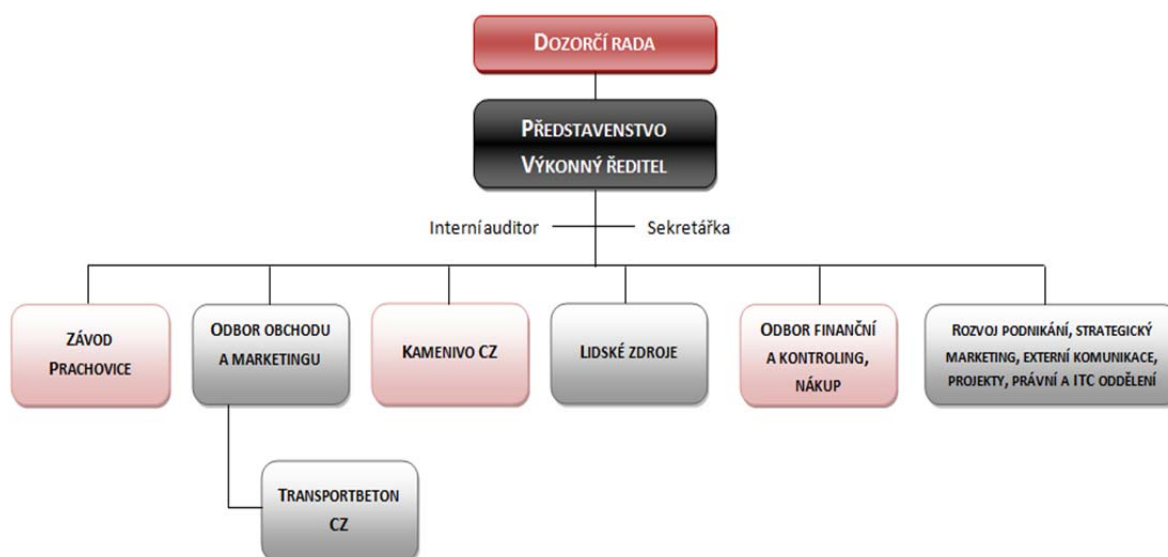 DOZORČÍ RADA
PŘEDSTAVENSTVO
VÝKONNÝ ŘEDITEL
Interní auditor
Sekretářka
ZÁVOD
PRACHOVICE
ODBOR OBCHODU
A MARKETINGU
KAMENIVO CZ
LIDSKÉ ZDROJE
ODBOR FINANČNÍ
A KONTROLING,
NÁKUP
ROZVOJ PODNIKÁNÍ, STRATEGICKÝ
MARKETING, EXTERNÍ KOMUNIKACE,
PROJEKTY, PRÁVNÍ A ITC ODDĚLENÍ
TRANSPORTBETON
CZ